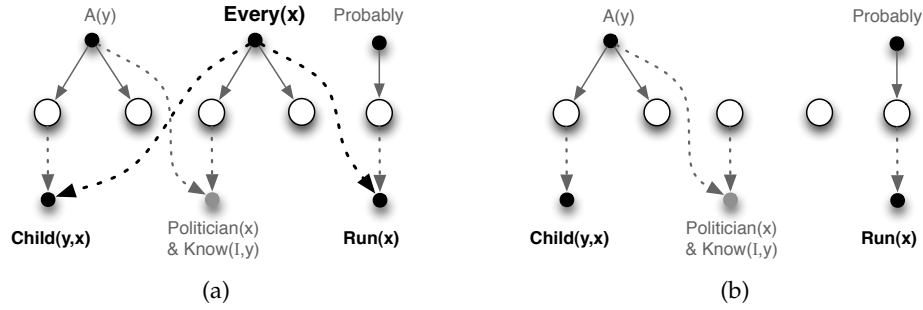 A(y) Every(x) Probably
Child(y,x) Politician(x) Run(x)
& Know(I,y)
(a)
A(y) Probably
Child(y,x) Politician(x) Run(x)
& Know(I,y)
(b)